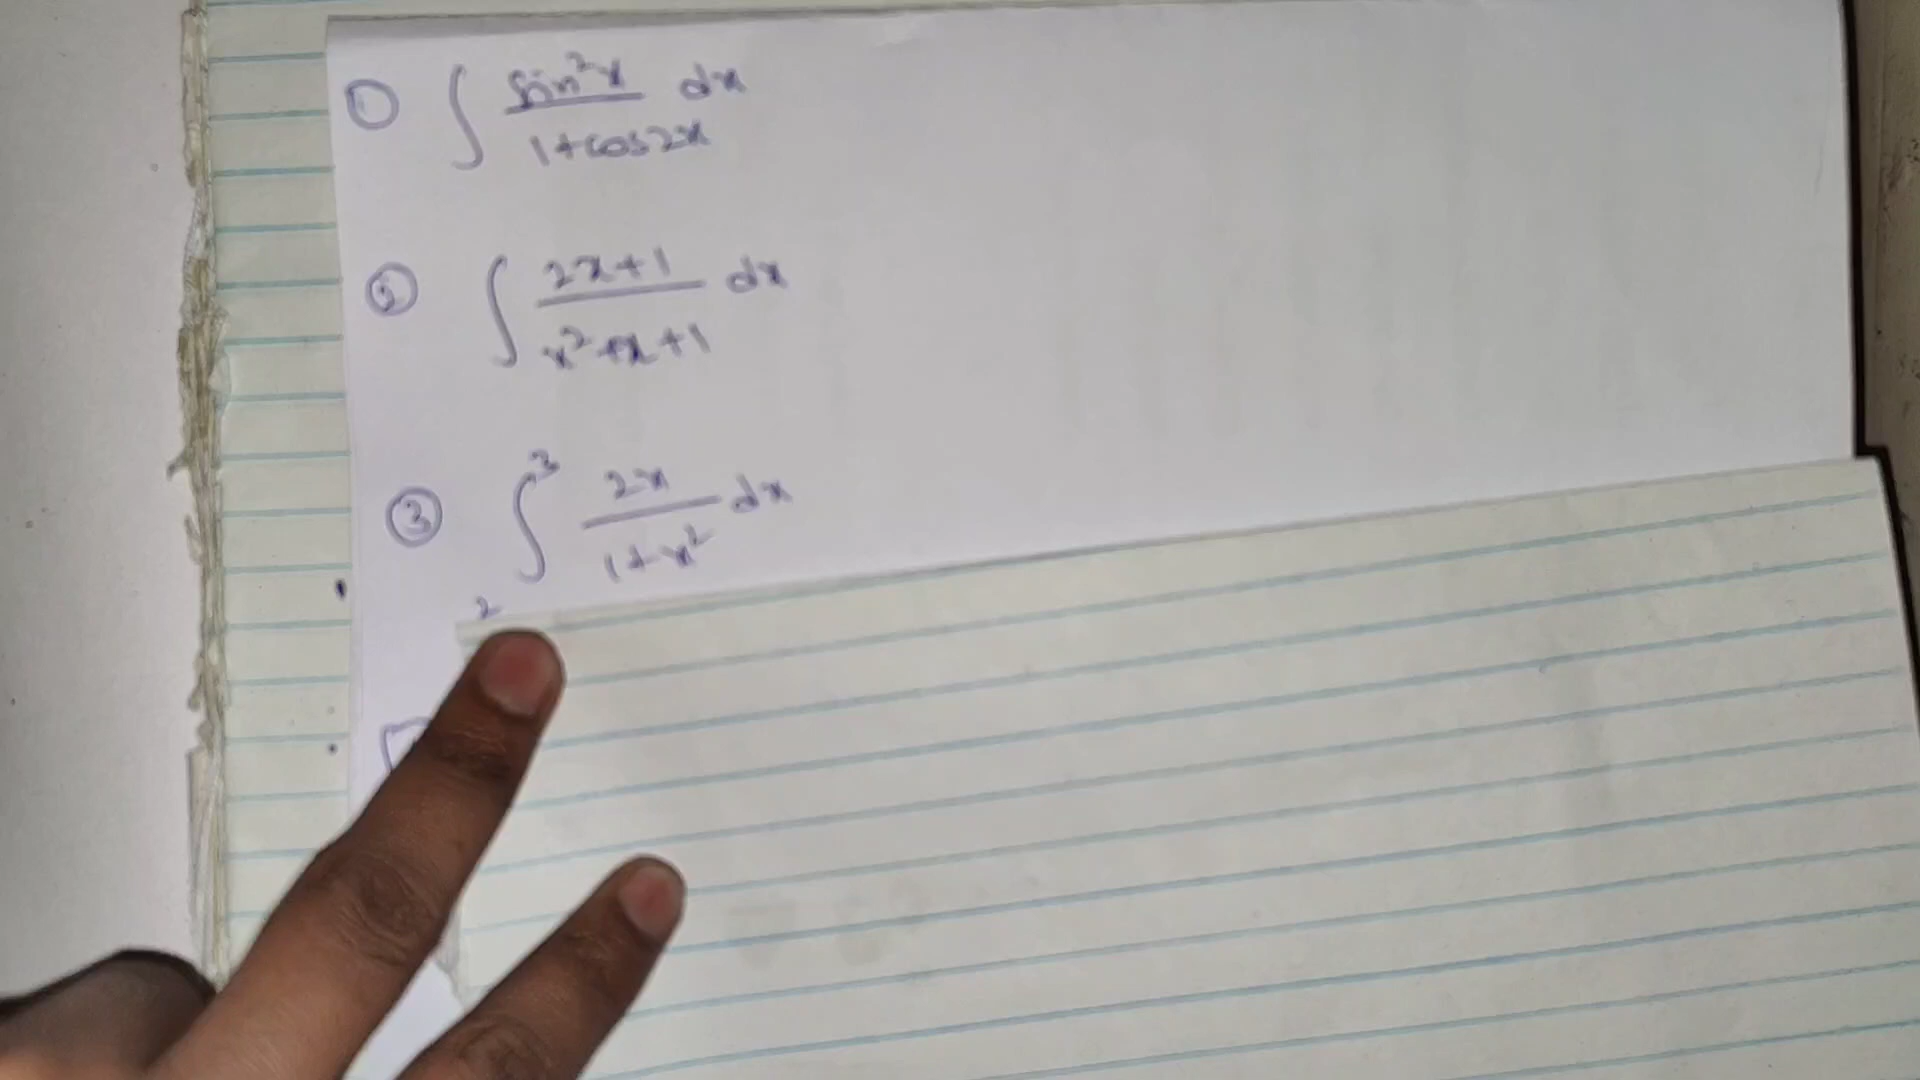 ① ∫ sin²x / 1+cos2x dx
② ∫ 2x+1 / x²+x+1 dx
③ ∫₂³ 2x / 1+x² dx